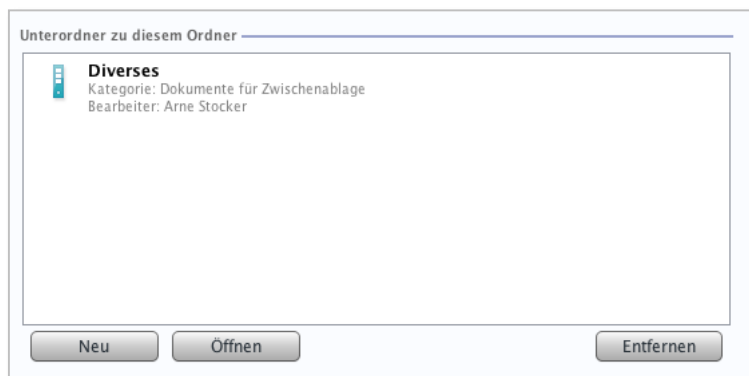 Unterordner zu diesem Ordner
Diverses
Kategorie: Dokumente für Zwischenablage
Bearbeiter: Arne Stocker
Neu
Öffnen
Entfernen